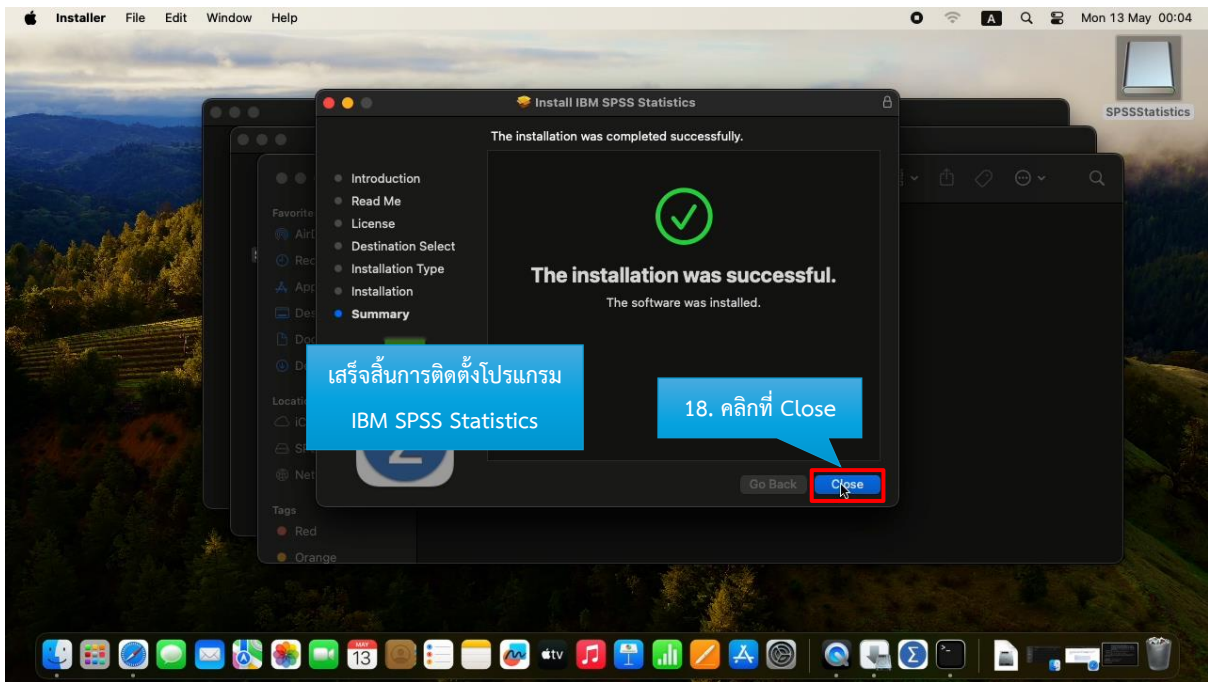 Installer File Edit Window Help
A Mon 13 May 00:04
SPSSStatistics
Install IBM SPSS Statistics
The installation was completed successfully.
Introduction
Read Me
License
Destination Select
Installation Type
Installation
Summary
The installation was successful.
The software was installed.
เสร็จสิ้นการติดตั้งโปรแกรม
IBM SPSS Statistics
18. คลิกที่ Close
Go Back Close
Tags
Red
Orange
MAY
13
tv